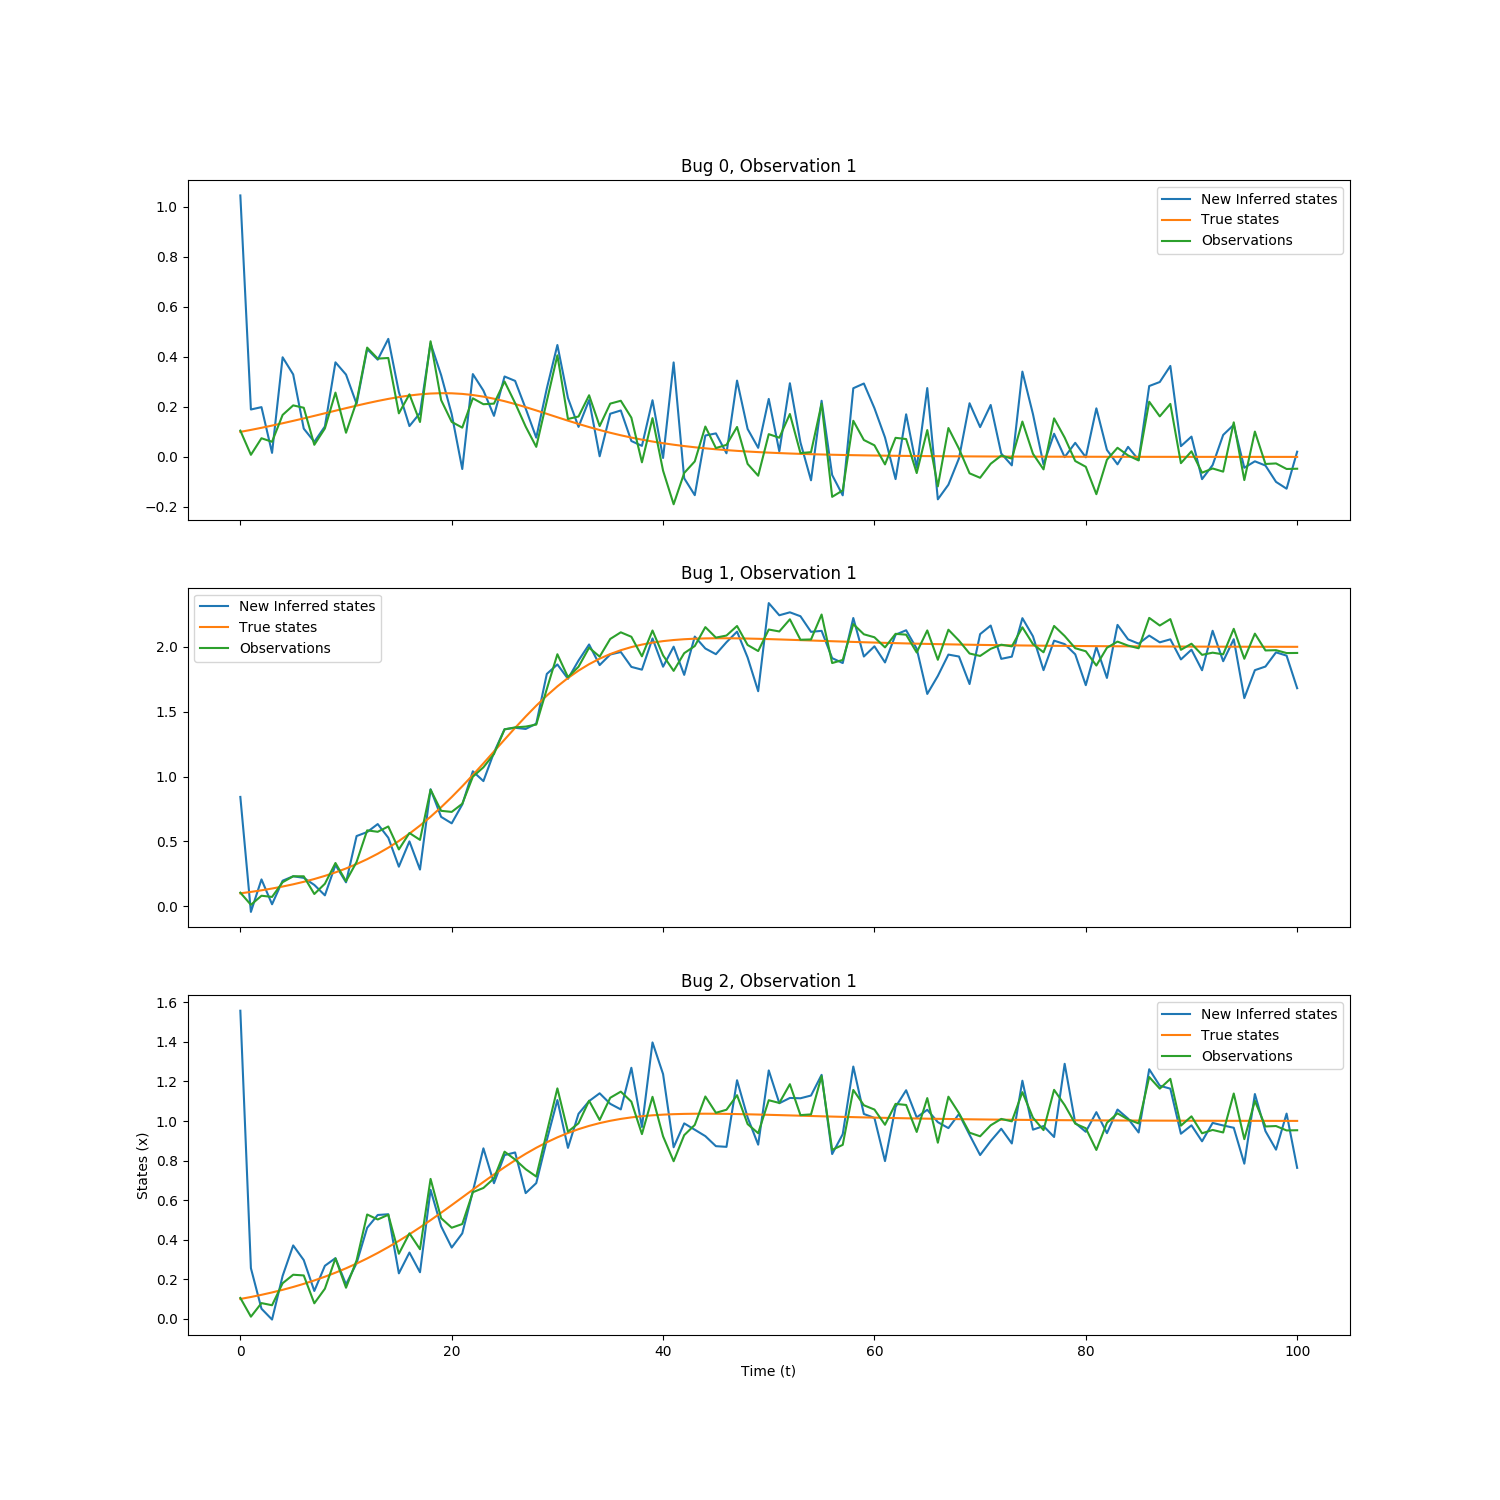 Bug 0, Observation 1
1.0
0.8
0.6
0.4
0.2
0.0
−0.2
New Inferred states
True states
Observations
Bug 1, Observation 1
2.0
1.5
1.0
0.5
0.0
New Inferred states
True states
Observations
Bug 2, Observation 1
1.6
1.4
1.2
1.0
0.8
0.6
0.4
0.2
0.0
New Inferred states
True states
Observations
States (x)
0 20 40 60 80 100
Time (t)